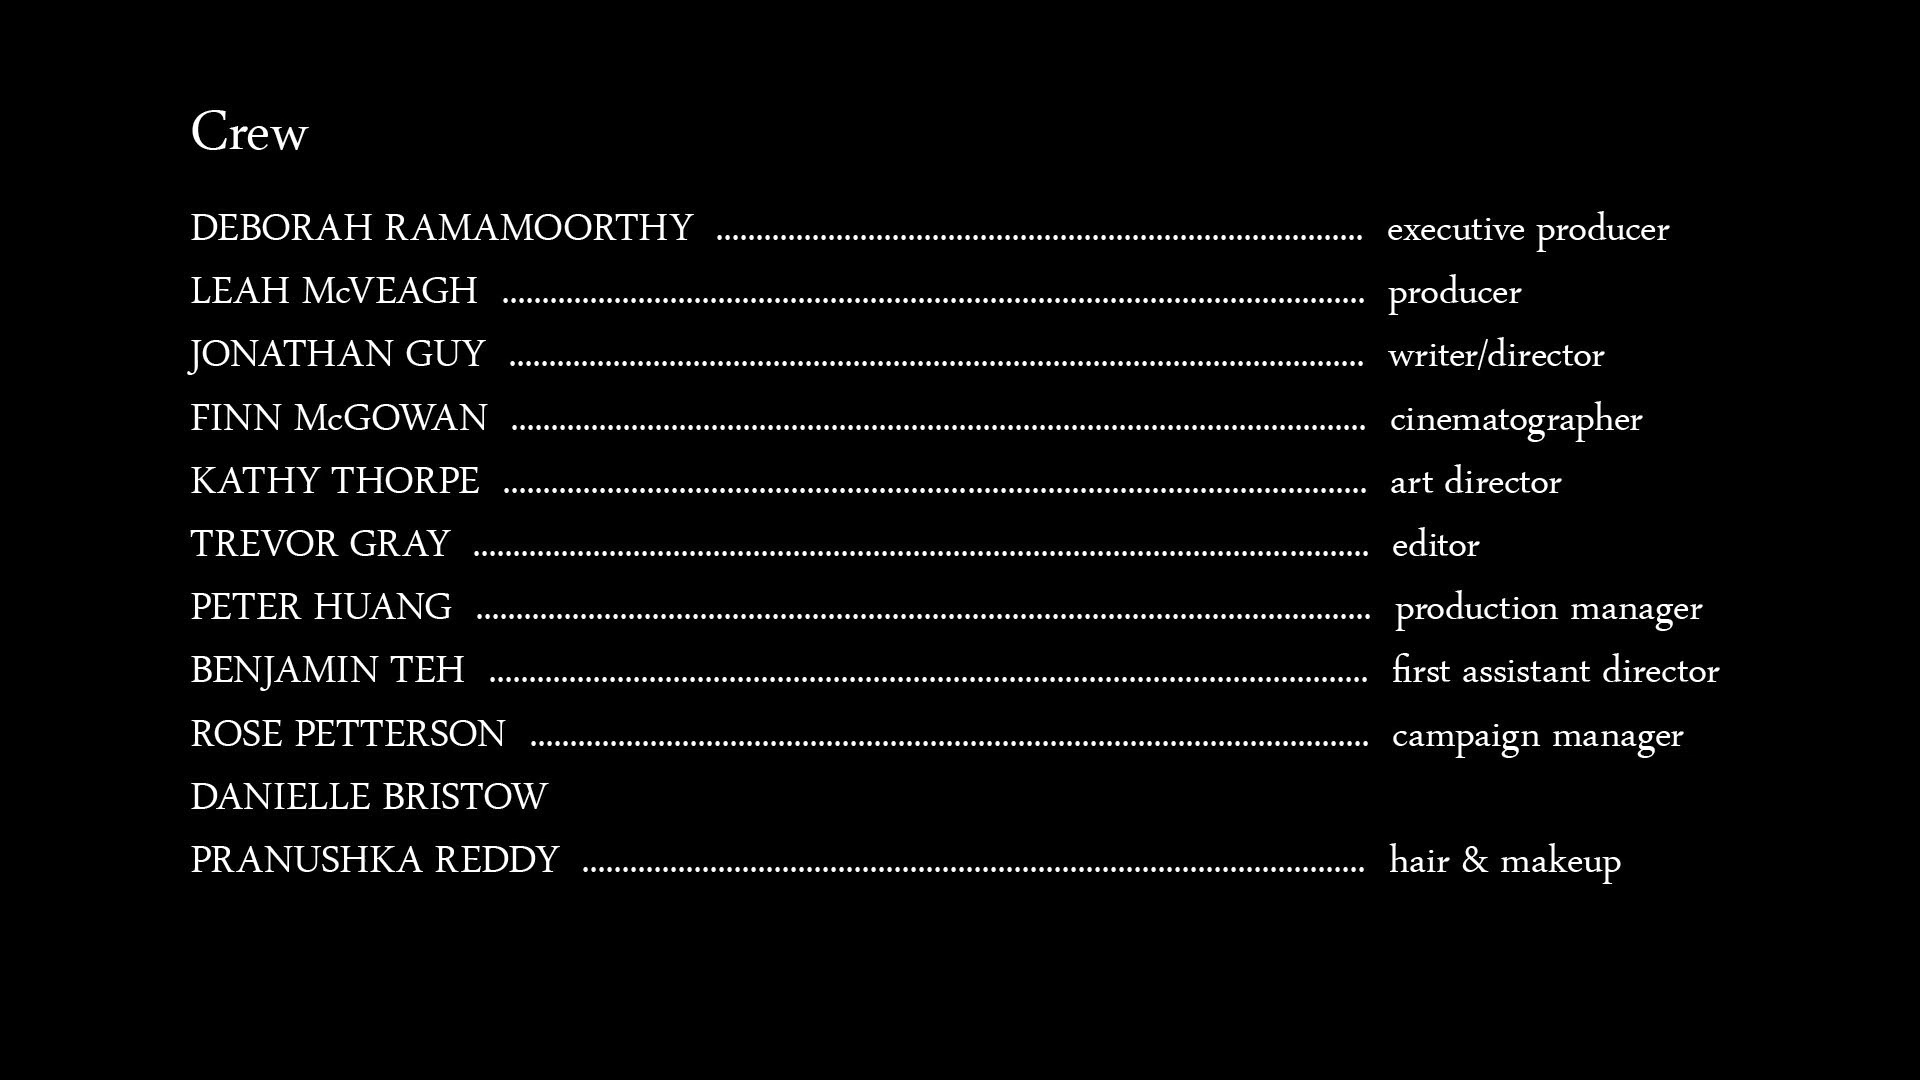 Crew
DEBORAH RAMAMOORTHY ................................................................................. executive producer
LEAH McVEAGH ............................................................................................................ producer
JONATHAN GUY ........................................................................................................... writer/director
FINN McGOWAN ........................................................................................................... cinematographer
KATHY THORPE ............................................................................................................ art director
TREVOR GRAY ................................................................................................................ editor
PETER HUANG ................................................................................................................ production manager
BENJAMIN TEH .............................................................................................................. first assistant director
ROSE PETTERSON ......................................................................................................... campaign manager
DANIELLE BRISTOW
PRANUSHKA REDDY .................................................................................................. hair & makeup